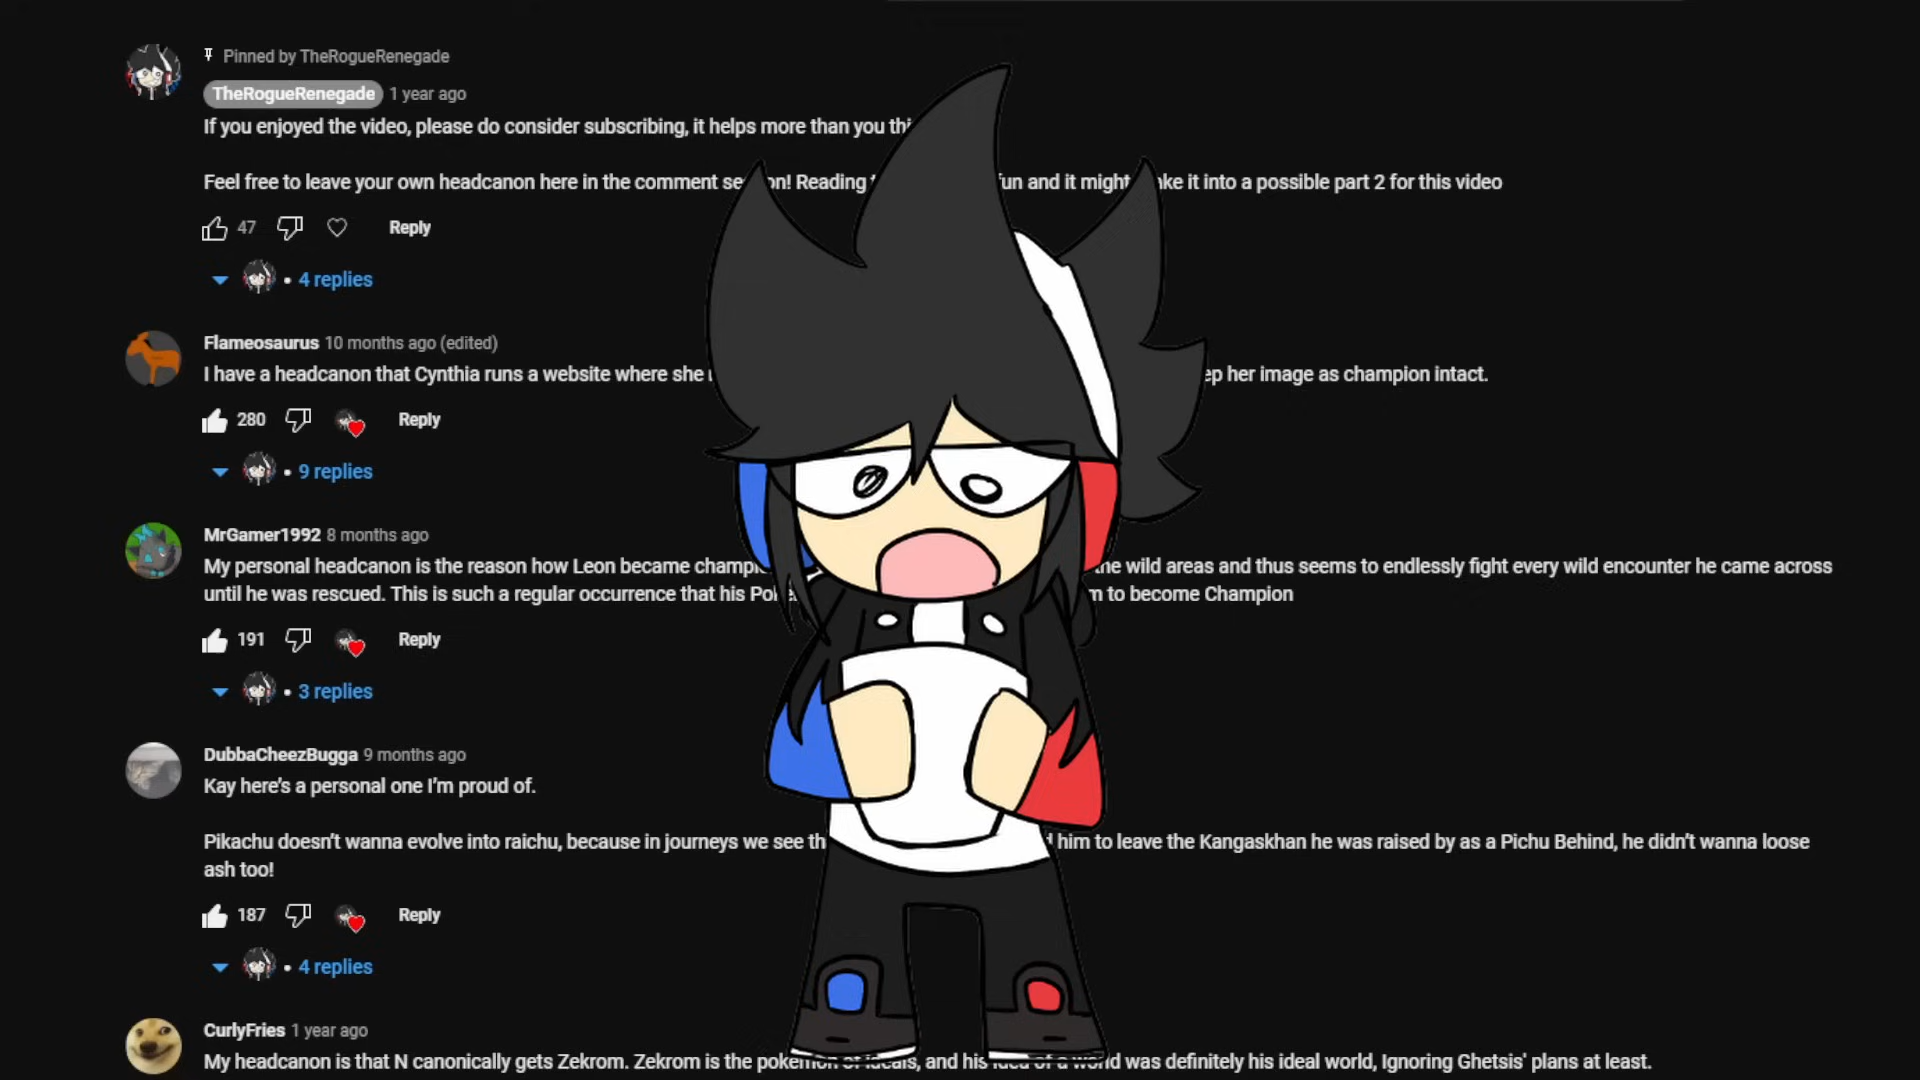 Pinned by TheRogueRenegade
TheRogueRenegade 1 year ago
If you enjoyed the video, please do consider subscribing, it helps more than you
Feel free to leave your own headcanon here in the comment Reading fun and it might it into a possible part 2 for this video
47 Reply
4 replies
Flameosaurus 10 months ago (edited)
I have a headcanon that Cynthia runs a website where she her image as champion intact.
280 Reply
9 replies
MrGamer1992 8 months ago
My personal headcanon is the reason how Leon became the wild areas and thus seems to endlessly fight every wild encounter he came across
until he was rescued. This is such a regular occurrence that his to become Champion
191 Reply
3 replies
DubbaCheezBugga 9 months ago
Kay here's a personal one I'm proud of.
Pikachu doesn't wanna evolve into raichu, because in journeys we see him to leave the Kangaskhan he was raised by as a Pichu Behind, he didn't wanna loose
ash too!
187 Reply
4 replies
CurlyFries 1 year ago
My headcanon is that N canonically gets Zekrom. Zekrom is the pokemon of ideals, and his idea of a world was definitely his ideal world, Ignoring Ghetsis' plans at least.